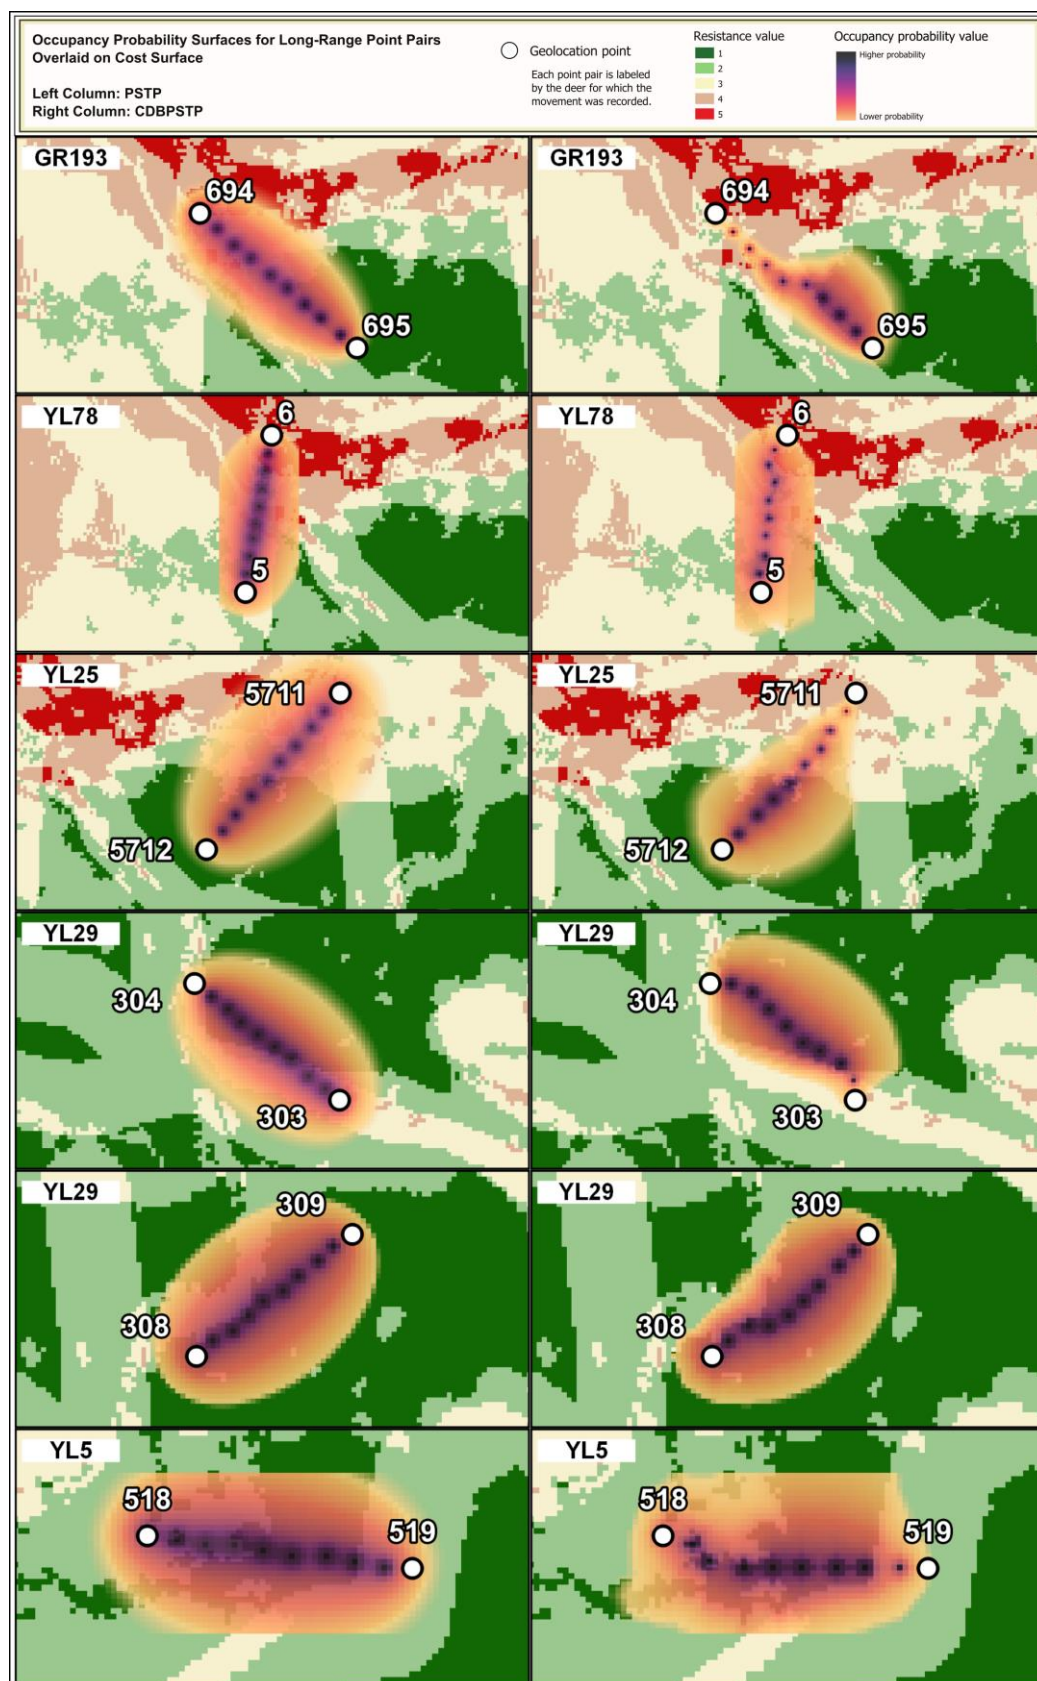 Occupancy Probability Surfaces for Long-Range Point Pairs
Overlaid on Cost Surface
Left Column: PSTP
Right Column: CDBPSTP
Geolocation point
Each point pair is labeled
by the deer for which the
movement was recorded.
Resistance value
1
2
3
4
5
Occupancy probability value
Higher probability
Lower probability
GR193
694
695
GR193
694
695
YL78
6
5
YL78
6
5
YL25
5711
5712
YL25
5711
5712
YL29
304
303
YL29
304
303
YL29
309
308
YL29
309
308
YL5
518
519
YL5
518
519